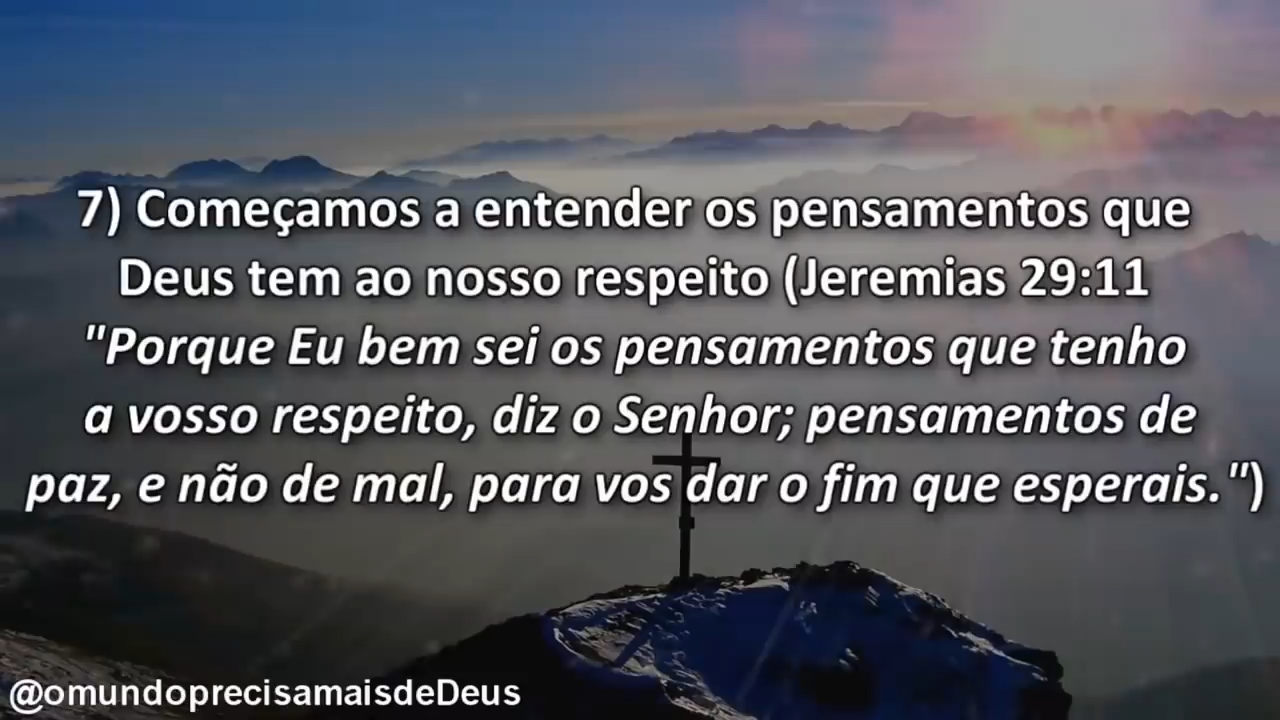 7) Começamos a entender os pensamentos que
Deus tem ao nosso respeito (Jeremias 29:11
"Porque Eu bem sei os pensamentos que tenho
a vosso respeito, diz o Senhor; pensamentos de
paz, e não de mal, para vos dar o fim que esperais.")
@omundoprecisamaisdeDeus